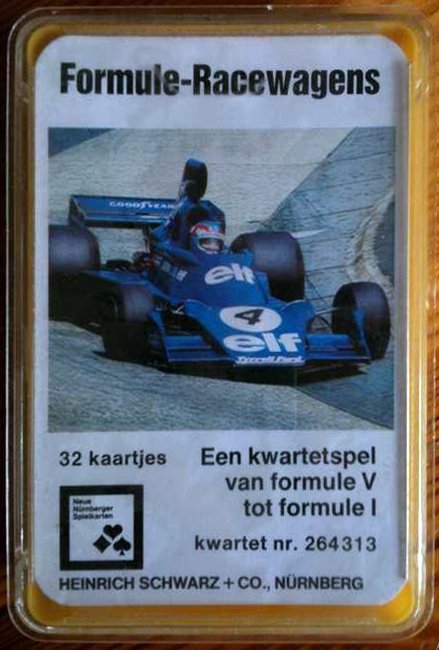 Formule-Racewagens
GOODYEAR
elf
4
elf
Tyrrell Ford
32 kaartjes
Een kwartetspel
van formule V
tot formule I
Neue
Nürnberger
Spielkarten
kwartet nr. 264313
HEINRICH SCHWARZ + CO., NÜRNBERG